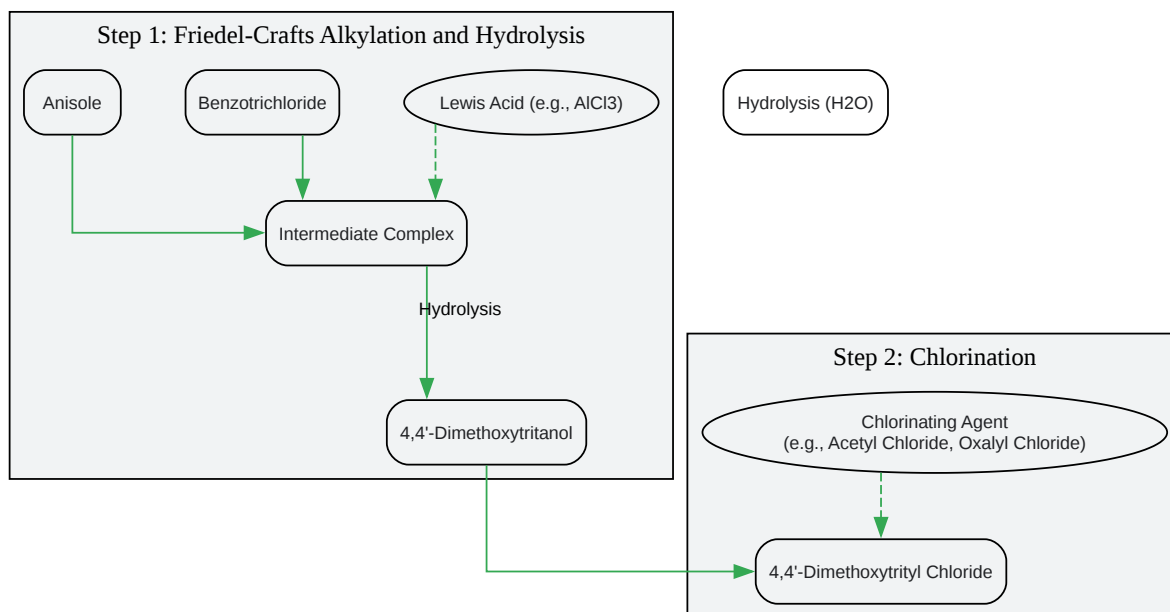 Step 1: Friedel-Crafts Alkylation and Hydrolysis
Anisole
Benzotrichloride
Lewis Acid (e.g., AlCl3)
Hydrolysis (H2O)
Intermediate Complex
Hydrolysis
4,4'-Dimethoxytritanol
Step 2: Chlorination
Chlorinating Agent
(e.g., Acetyl Chloride, Oxalyl Chloride)
4,4'-Dimethoxytrityl Chloride